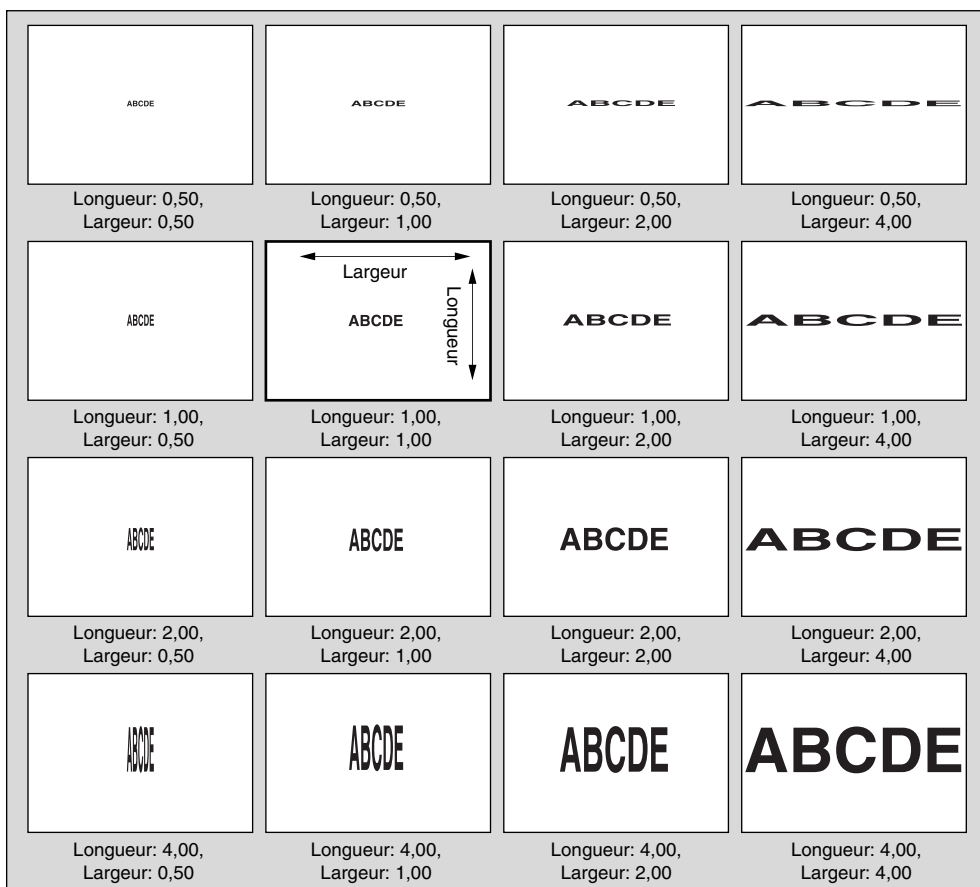 ABCDE
Longueur: 0,50,
Largeur: 0,50
ABCDE
Longueur: 0,50,
Largeur: 1,00
ABCDE
Longueur: 0,50,
Largeur: 2,00
ABCDE
Longueur: 0,50,
Largeur: 4,00
ABCDE
Longueur: 1,00,
Largeur: 0,50
Largeur
Longueur
ABCDE
Longueur: 1,00,
Largeur: 1,00
ABCDE
Longueur: 1,00,
Largeur: 2,00
ABCDE
Longueur: 1,00,
Largeur: 4,00
ABCDE
Longueur: 2,00,
Largeur: 0,50
ABCDE
Longueur: 2,00,
Largeur: 1,00
ABCDE
Longueur: 2,00,
Largeur: 2,00
ABCDE
Longueur: 2,00,
Largeur: 4,00
ABCDE
Longueur: 4,00,
Largeur: 0,50
ABCDE
Longueur: 4,00,
Largeur: 1,00
ABCDE
Longueur: 4,00,
Largeur: 2,00
ABCDE
Longueur: 4,00,
Largeur: 4,00